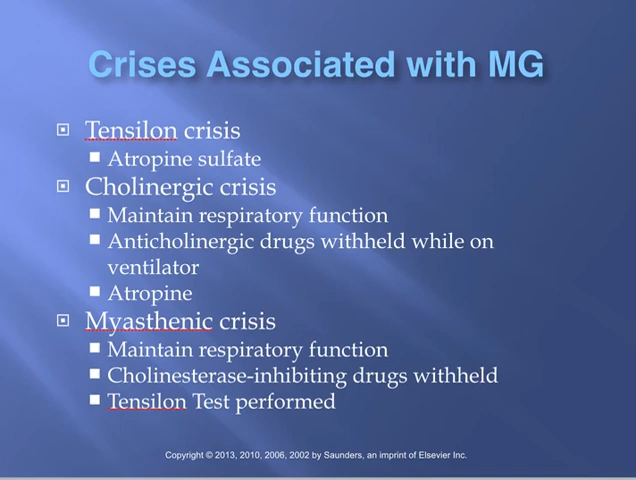 Crises Associated with MG
Tensilon crisis
Atropine sulfate
Cholinergic crisis
Maintain respiratory function
Anticholinergic drugs withheld while on
ventilator
Atropine
Myasthenic crisis
Maintain respiratory function
Cholinesterase-inhibiting drugs withheld
Tensilon Test performed
Copyright © 2013, 2010, 2006, 2002 by Saunders, an imprint of Elsevier Inc.